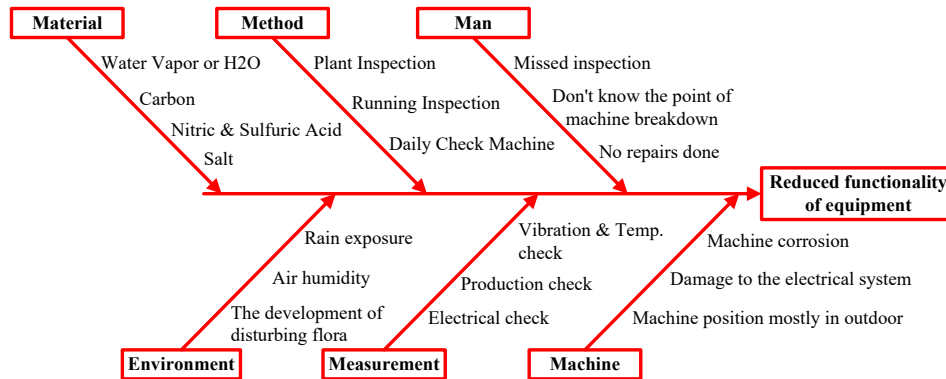 Material
Method
Man
Water Vapor or H2O
Plant Inspection
Missed inspection
Carbon
Running Inspection
Don't know the point of
machine breakdown
Nitric & Sulfuric Acid
Daily Check Machine
No repairs done
Salt
Reduced functionality
of equipment
Rain exposure
Vibration & Temp.
check
Machine corrosion
Air humidity
Production check
Damage to the electrical system
The development of
disturbing flora
Electrical check
Machine position mostly in outdoor
Environment
Measurement
Machine